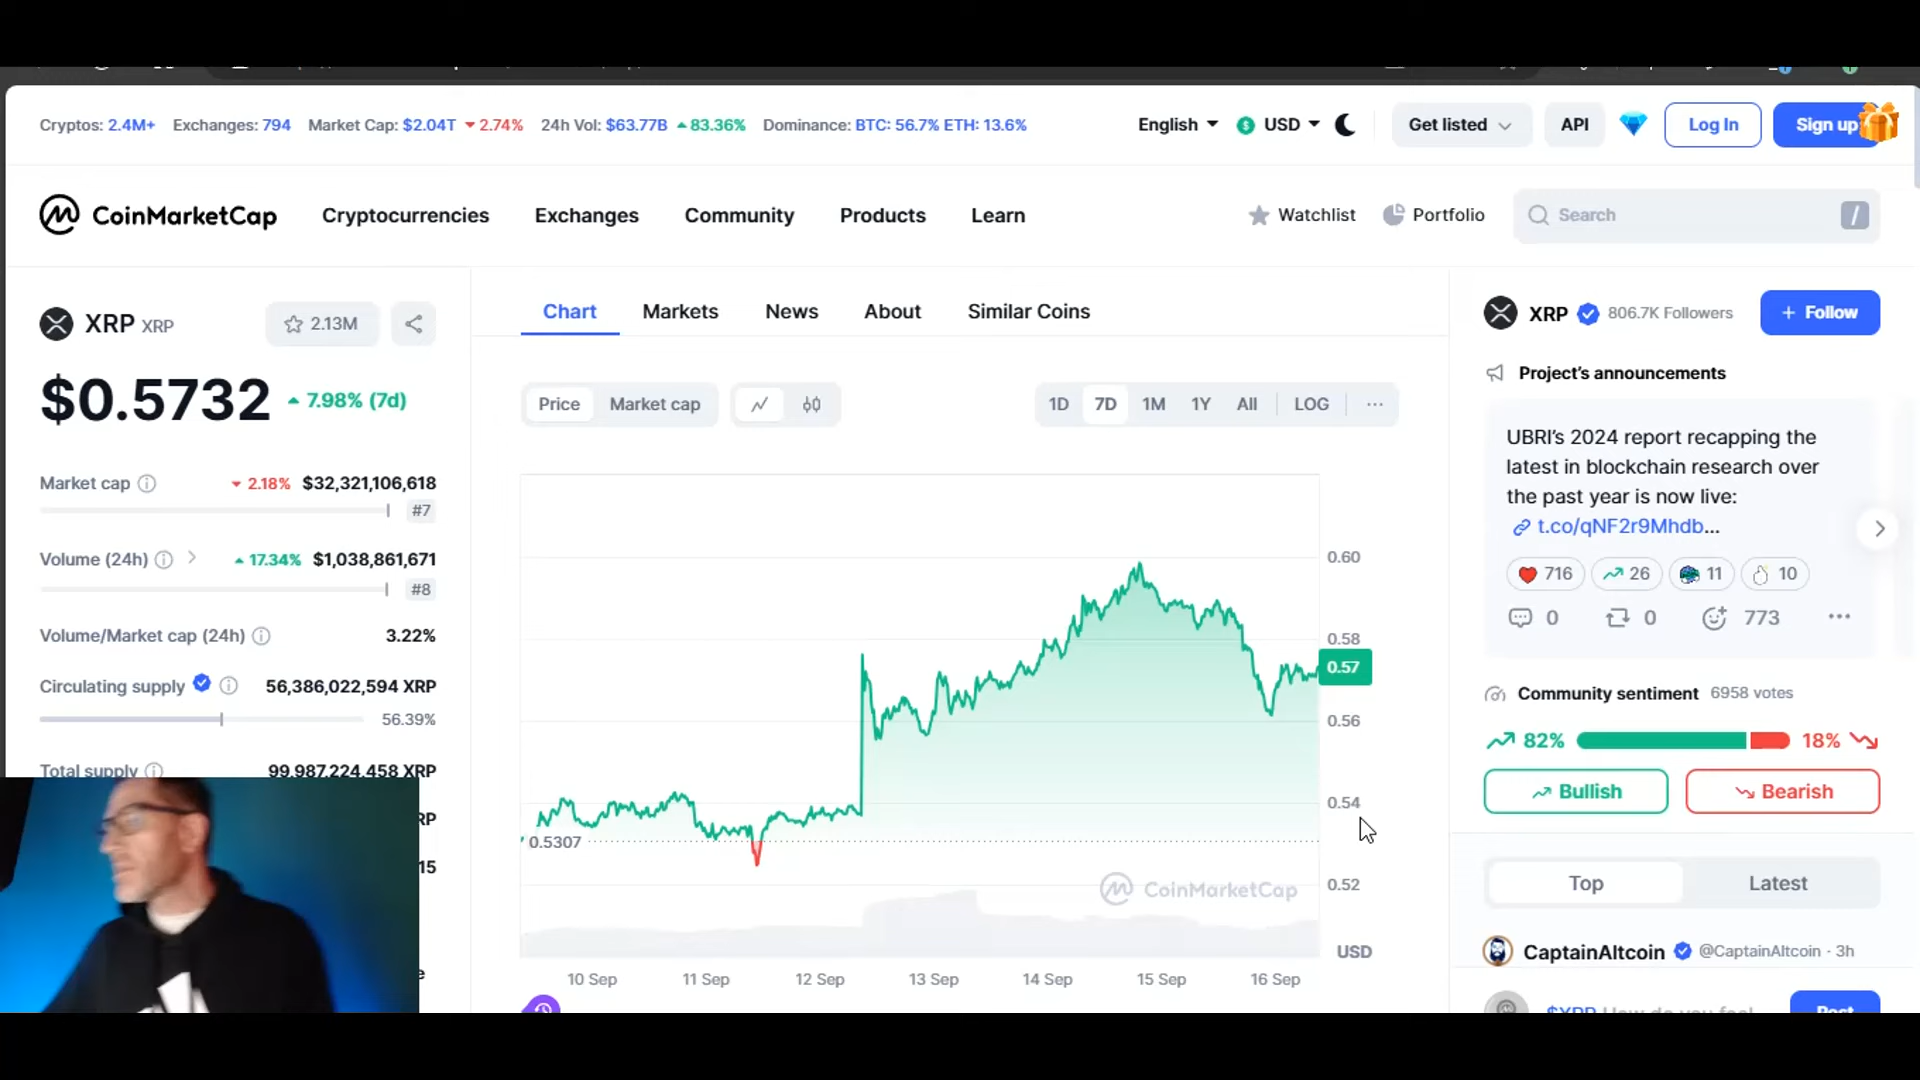 Cryptos: 2.4M+ Exchanges: 794 Market Cap: $2.04T 2.74% 24h Vol: $63.77B 83.36% Dominance: BTC: 56.7% ETH: 13.6%
English USD Get listed API Log In Sign up
CoinMarketCap Cryptocurrencies Exchanges Community Products Learn
Watchlist Portfolio Search /
XRP XRP 2.13M
$0.5732 7.98% (7d)
Market cap 2.18% $32,321,106,618
#7
Volume (24h) 17.34% $1,038,861,671
#8
Volume/Market cap (24h) 3.22%
Circulating supply 56,386,022,594 XRP
56.39%
Total supply 99,987,224,458 XRP
RP
15
e
Chart Markets News About Similar Coins
Price Market cap
1D 7D 1M 1Y All LOG ...
0.60
0.58
0.57
0.56
0.54
0.5307
0.52
CoinMarketCap
USD
10 Sep 11 Sep 12 Sep 13 Sep 14 Sep 15 Sep 16 Sep
XRP 806.7K Followers + Follow
Project's announcements
UBRI's 2024 report recapping the
latest in blockchain research over
the past year is now live:
t.co/qNF2r9Mhdb...
716 26 11 10
0 0 773 ...
Community sentiment 6958 votes
82% 18%
Bullish Bearish
Top Latest
CaptainAltcoin @CaptainAltcoin · 3h
$XRP How do you feel
Post